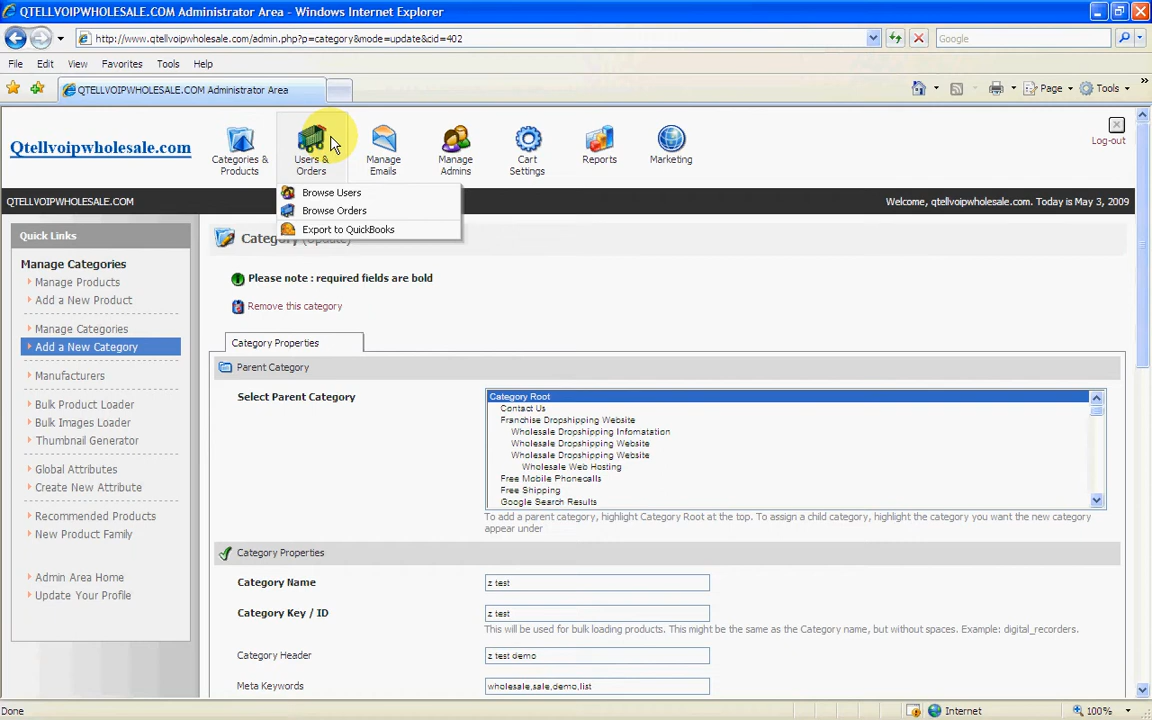 QTELLVOIPWHOLESALE.COM Administrator Area - Windows Internet Explorer
http://www.qtellvoipwholesale.com/admin.php?p=category&mode=update&cid=402
Google
File Edit View Favorites Tools Help
QTELLVOIPWHOLESALE.COM Administrator Area
Page Tools
Qtellvoipwholesale.com
Categories & Products
Users & Orders
Manage Emails
Manage Admins
Cart Settings
Reports
Marketing
Log-out
Browse Users
Browse Orders
Export to QuickBooks
QTELLVOIPWHOLESALE.COM
Welcome, qtellvoipwholesale.com. Today is May 3, 2009
Quick Links
Manage Categories
Manage Products
Add a New Product
Manage Categories
Add a New Category
Manufacturers
Bulk Product Loader
Bulk Images Loader
Thumbnail Generator
Global Attributes
Create New Attribute
Recommended Products
New Product Family
Admin Area Home
Update Your Profile
Category (Update)
Please note : required fields are bold
Remove this category
Category Properties
Parent Category
Select Parent Category
Category Root
Contact Us
Franchise Dropshipping Website
Wholesale Dropshipping Infomatation
Wholesale Dropshipping Website
Wholesale Dropshipping Website
Wholesale Web Hosting
Free Mobile Phonecalls
Free Shipping
Google Search Results
To add a parent category, highlight Category Root at the top. To assign a child category, highlight the category you want the new category
appear under
Category Properties
Category Name
z test
Category Key / ID
z test
This will be used for bulk loading products. This might be the same as the Category name, but without spaces. Example: digital_recorders.
Category Header
z test demo
Meta Keywords
wholesale,sale,demo,list
Done
Internet
100%